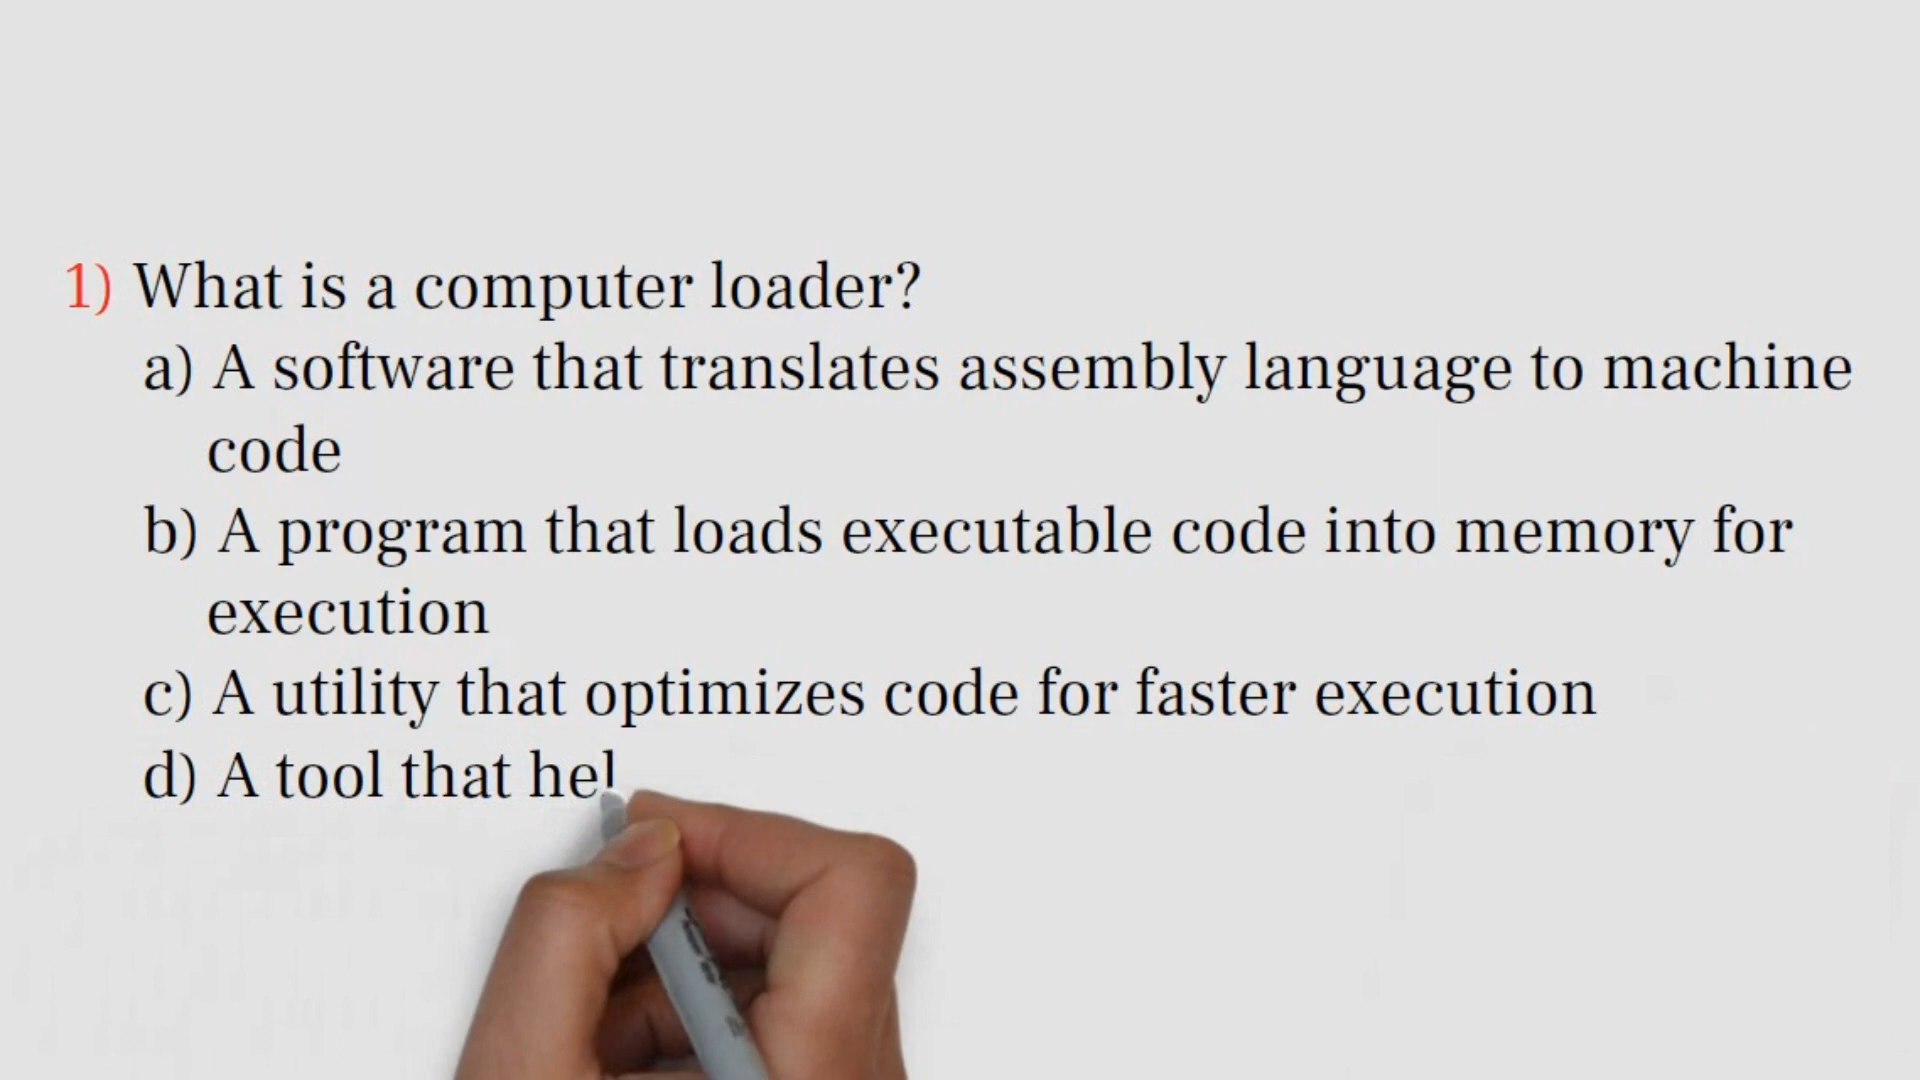 1) What is a computer loader?
a) A software that translates assembly language to machine
code
b) A program that loads executable code into memory for
execution
c) A utility that optimizes code for faster execution
d) A tool that hel